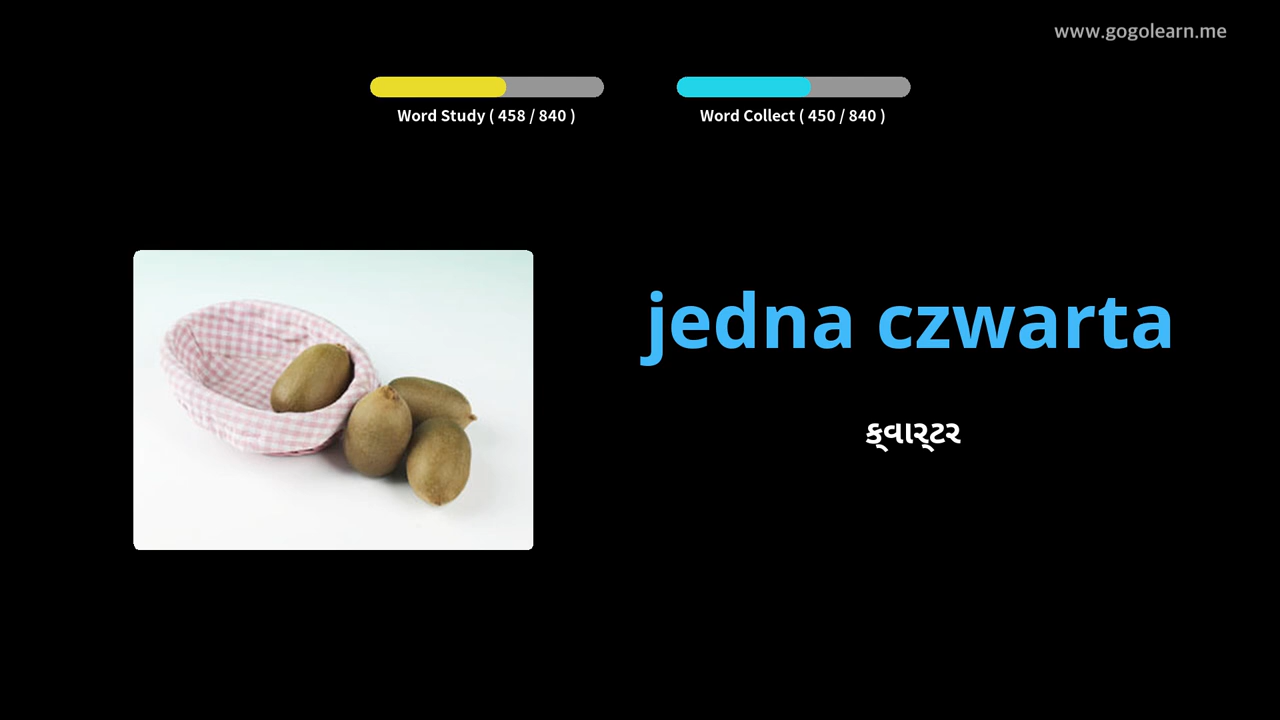 www.gogolearn.me
Word Study ( 458 / 840 )
Word Collect ( 450 / 840 )
jedna czwarta
ક્વાર્ટર